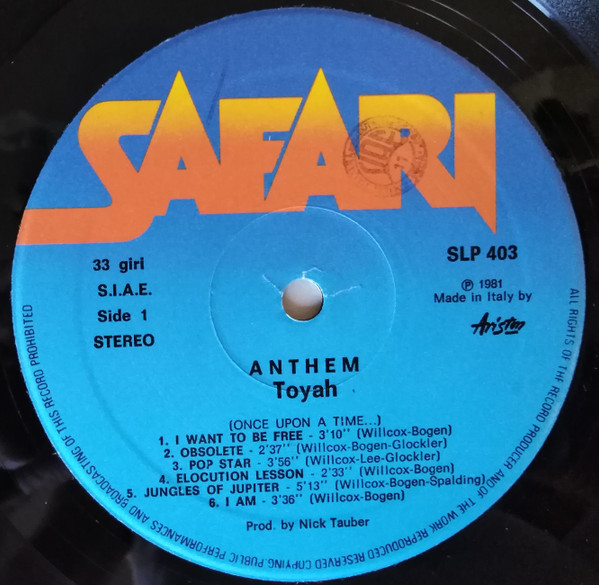 SAFARI
33 giri
S.I.A.E.
Side 1
STEREO
SLP 403
℗ 1981
Made in Italy by
Ariston
ANTHEM
Toyah
(ONCE UPON A TIME...)
1. I WANT TO BE FREE - 3'10'' (Willcox-Bogen)
2. OBSOLETE - 2'37'' (Willcox-Bogen-Glockler)
3. POP STAR - 3'56'' (Willcox-Lee-Glockler)
4. ELOCUTION LESSON - 2'33'' (Willcox-Bogen)
5. JUNGLES OF JUPITER - 5'13'' (Willcox-Bogen-Spalding)
6. I AM - 3'36'' (Willcox-Bogen)
Prod. by Nick Tauber
ALL RIGHTS OF THE RECORD PRODUCER AND OF THE WORK REPRODUCED RESERVED COPYING PUBLIC PERFORMANCES AND BROADCASTING OF THIS RECORD PROHIBITED